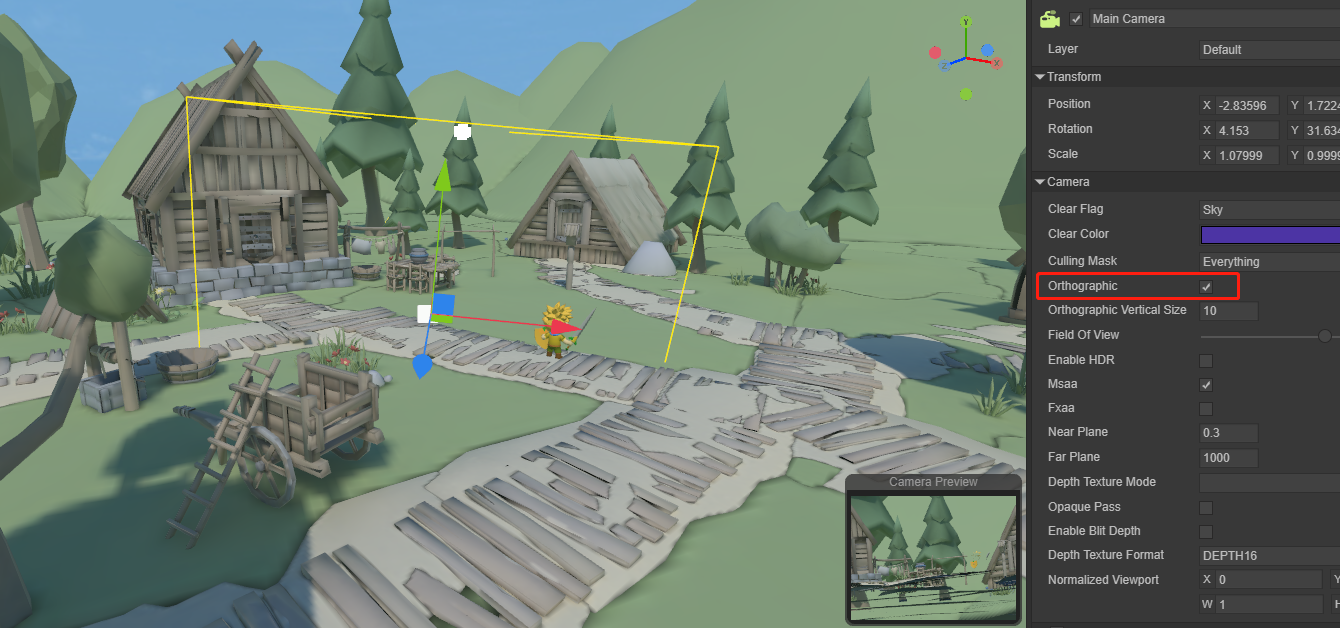 Main Camera
Layer Default
Transform
Position X -2.83596 Y 1.7224
Rotation X 4.153 Y 31.634
Scale X 1.07999 Y 0.9999
Camera
Clear Flag Sky
Clear Color
Culling Mask Everything
Orthographic
Orthographic Vertical Size 10
Field Of View
Enable HDR
Msaa
Fxaa
Near Plane 0.3
Far Plane 1000
Depth Texture Mode
Camera Preview
Opaque Pass
Enable Blit Depth
Depth Texture Format DEPTH16
Normalized Viewport X 0 Y
W 1 H
Y
X
Z